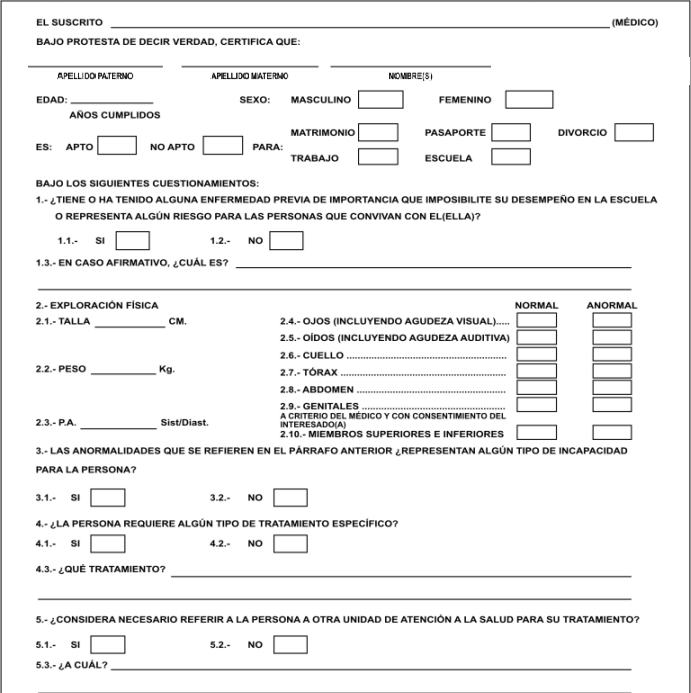 EL SUSCRITO (MÉDICO)
BAJO PROTESTA DE DECIR VERDAD, CERTIFICA QUE:
APELLIDO PATERNO APELLIDO MATERNO NOMBRE(S)
EDAD: SEXO: MASCULINO FEMENINO
AÑOS CUMPLIDOS
MATRIMONIO PASAPORTE DIVORCIO
ES: APTO NO APTO PARA:
TRABAJO ESCUELA
BAJO LOS SIGUIENTES CUESTIONAMIENTOS:
1.- ¿TIENE O HA TENIDO ALGUNA ENFERMEDAD PREVIA DE IMPORTANCIA QUE IMPOSIBILITE SU DESEMPEÑO EN LA ESCUELA
O REPRESENTA ALGÚN RIESGO PARA LAS PERSONAS QUE CONVIVAN CON EL(ELLA)?
1.1.- SI 1.2.- NO
1.3.- EN CASO AFIRMATIVO, ¿CUÁL ES?
2.- EXPLORACIÓN FÍSICA NORMAL ANORMAL
2.1.- TALLA CM. 2.4.- OJOS (INCLUYENDO AGUDEZA VISUAL).....
2.5.- OÍDOS (INCLUYENDO AGUDEZA AUDITIVA)
2.6.- CUELLO ......................................................
2.2.- PESO Kg. 2.7.- TÓRAX ........................................................
2.8.- ABDOMEN ..................................................
2.9.- GENITALES ................................................
A CRITERIO DEL MÉDICO Y CON CONSENTIMIENTO DEL
2.3.- P.A. Sist/Diast. INTERESADO(A)
2.10.- MIEMBROS SUPERIORES E INFERIORES
3.- LAS ANORMALIDADES QUE SE REFIEREN EN EL PÁRRAFO ANTERIOR ¿REPRESENTAN ALGÚN TIPO DE INCAPACIDAD
PARA LA PERSONA?
3.1.- SI 3.2.- NO
4.- ¿LA PERSONA REQUIERE ALGÚN TIPO DE TRATAMIENTO ESPECÍFICO?
4.1.- SI 4.2.- NO
4.3.- ¿QUÉ TRATAMIENTO?
5.- ¿CONSIDERA NECESARIO REFERIR A LA PERSONA A OTRA UNIDAD DE ATENCIÓN A LA SALUD PARA SU TRATAMIENTO?
5.1.- SI 5.2.- NO
5.3.- ¿A CUÁL?